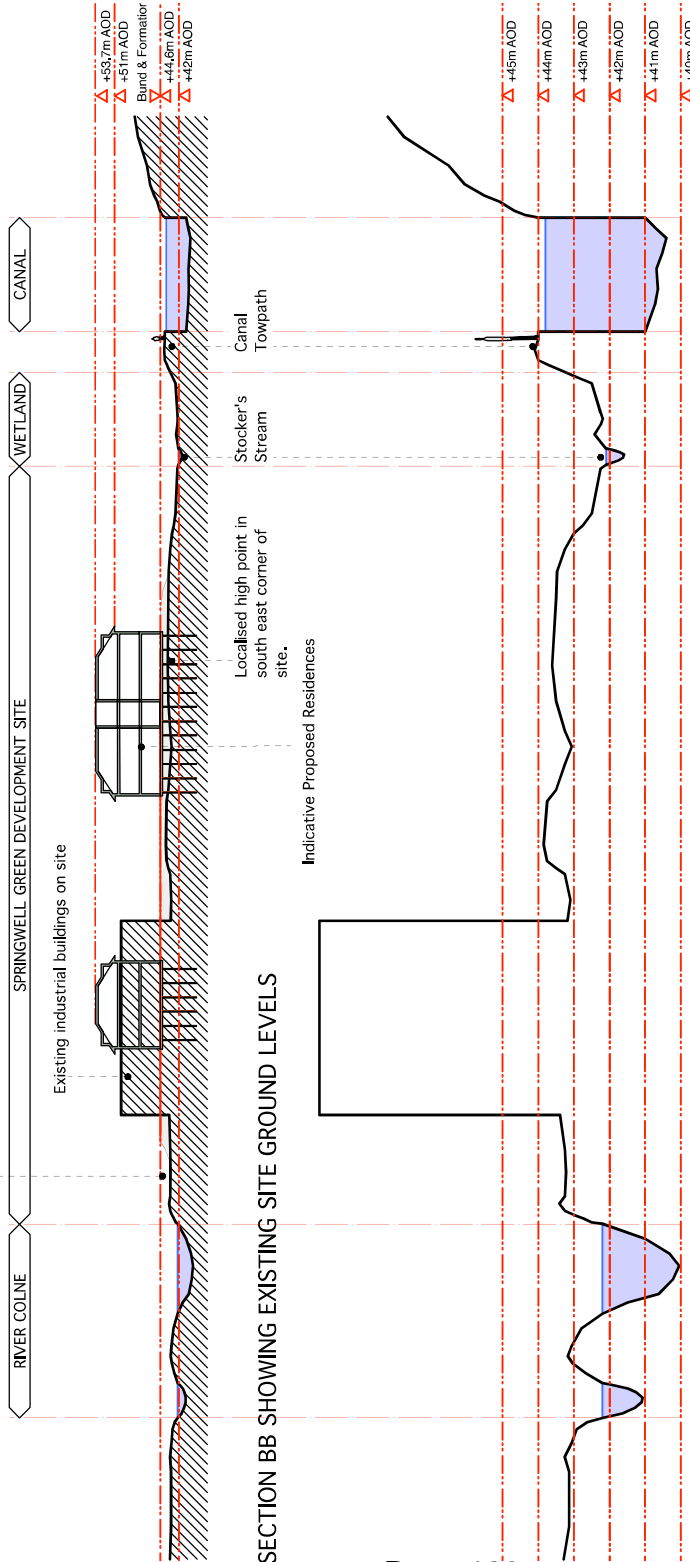 RIVER COLNE
SPRINGWELL GREEN DEVELOPMENT SITE
WETLAND
CANAL
Existing industrial buildings on site
+53.7m AOD
+51m AOD
Bund & Formation
+44.6m AOD
+42m AOD
Indicative Proposed Residences
Localised high point in
south east corner of
site.
Stocker's
Stream
Canal
Towpath
SECTION BB SHOWING EXISTING SITE GROUND LEVELS
+45m AOD
+44m AOD
+43m AOD
+42m AOD
+41m AOD
+40m AOD